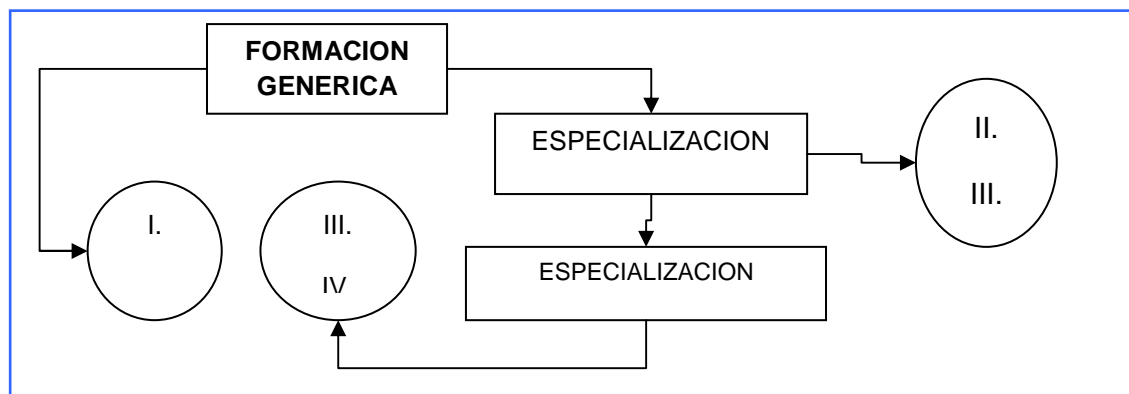 FORMACION
GENERICA
ESPECIALIZACION
II.
III.
I.
III.
IV
ESPECIALIZACION